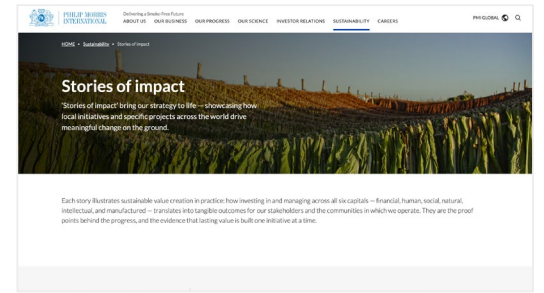 PHILIP MORRIS
INTERNATIONAL
Delivering a Smoke-Free Future
ABOUT US OUR BUSINESS OUR PROGRESS OUR SCIENCE INVESTOR RELATIONS SUSTAINABILITY CAREERS
PMI GLOBAL
HOME • Sustainability • Stories of impact
Stories of impact
'Stories of impact' bring our strategy to life — showcasing how
local initiatives and specific projects across the world drive
meaningful change on the ground.
Each story illustrates sustainable value creation in practice: how investing in and managing across all six capitals — financial, human, social, natural,
intellectual, and manufactured — translates into tangible outcomes for our stakeholders and the communities in which we operate. They are the proof
points behind the progress, and the evidence that lasting value is built one initiative at a time.